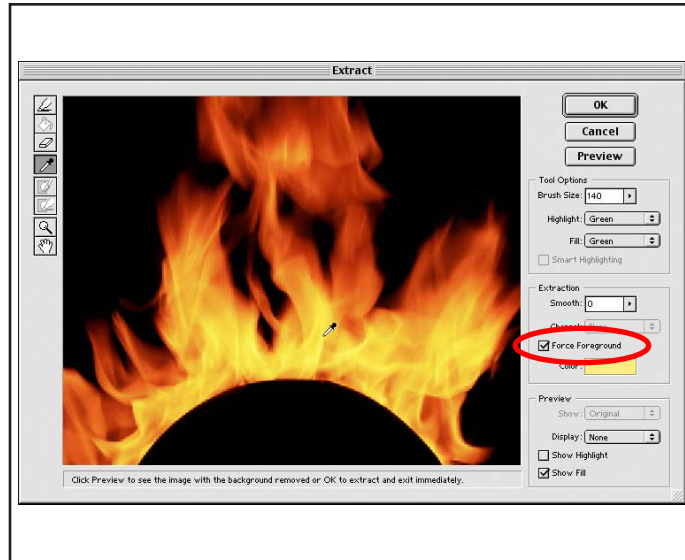 Extract
OK
Cancel
Preview
Tool Options
Brush Size: 140
Highlight: Green
Fill: Green
Smart Highlighting
Extraction
Smooth: 0
Channel: None
Force Foreground
Color:
Preview
Show: Original
Display: None
Show Highlight
Show Fill
Click Preview to see the image with the background removed or OK to extract and exit immediately.